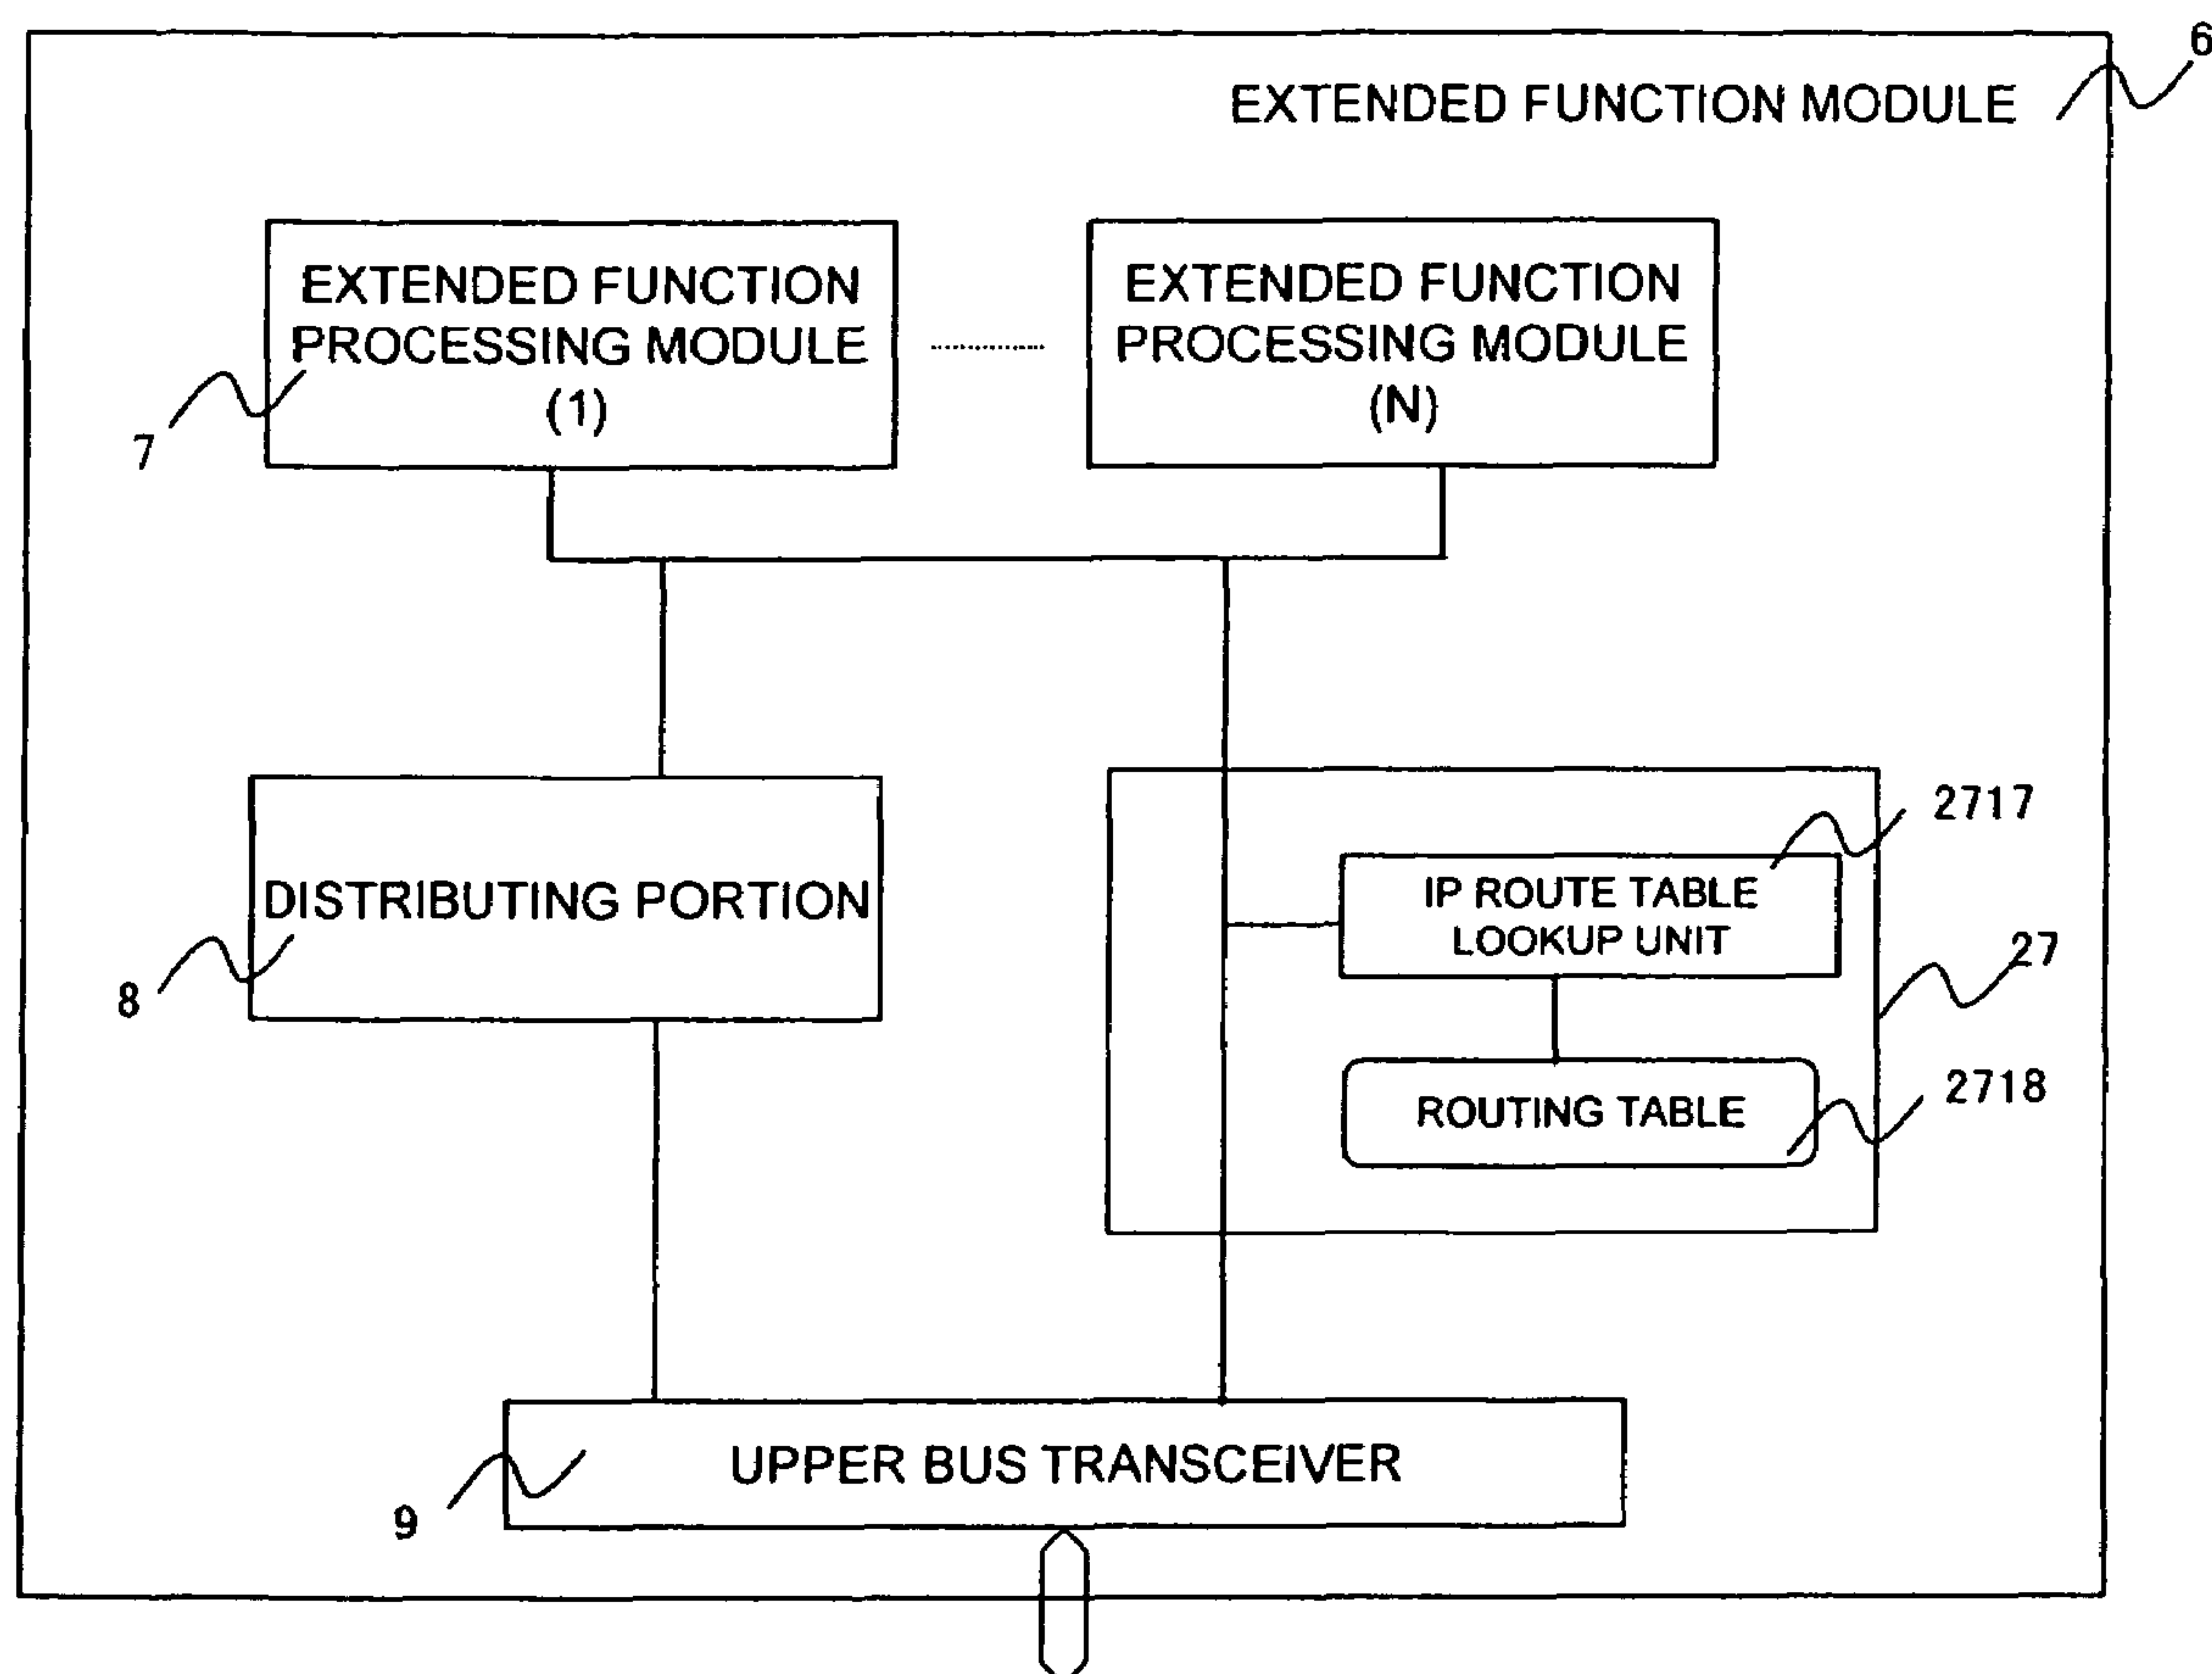 6
EXTENDED FUNCTION MODULE
EXTENDED FUNCTION
PROCESSING MODULE
(1)
EXTENDED FUNCTION
PROCESSING MODULE
(N)
7
2717
IP ROUTE TABLE
LOOKUP UNIT
DISTRIBUTING PORTION
27
8
2718
ROUTING TABLE
UPPER BUS TRANSCEIVER
9